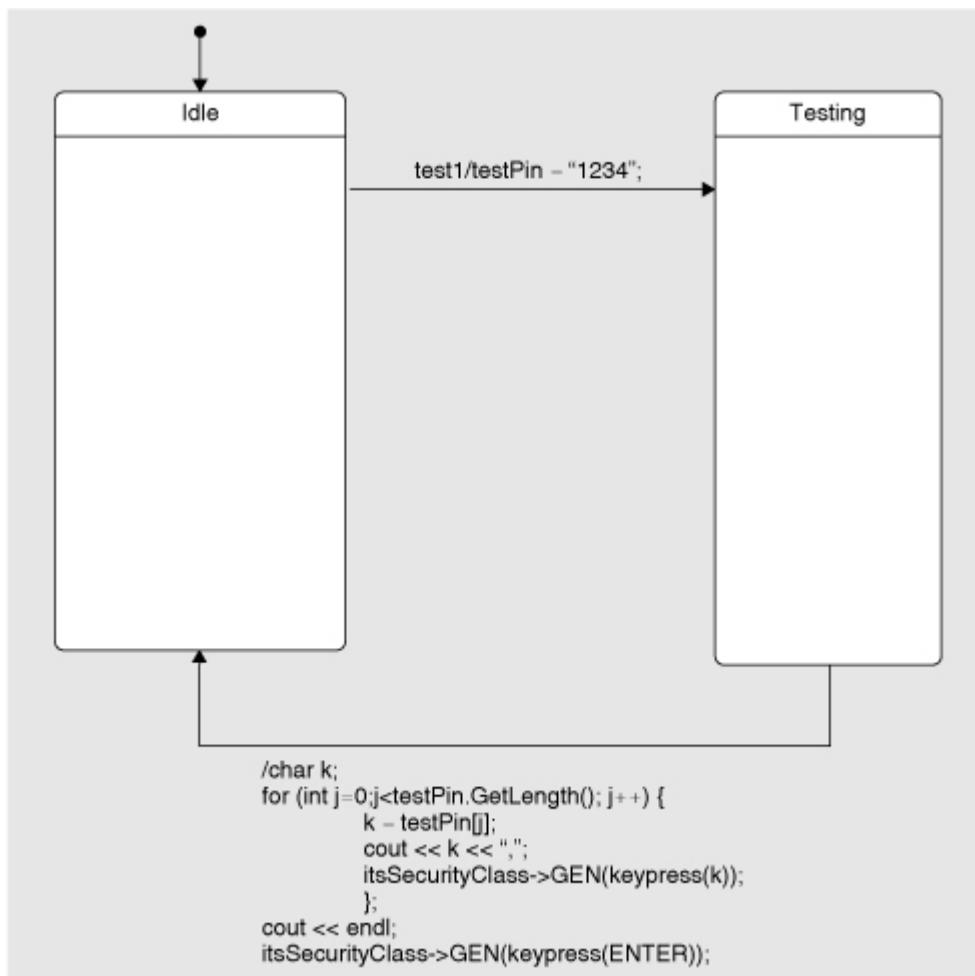 Idle
Testing
test1/testPin – “1234”;
/char k;
for (int j=0;j<testPin.GetLength(); j++) {
k – testPin[j];
cout << k << “,”;
itsSecurityClass->GEN(keypress(k));
};
cout << endl;
itsSecurityClass->GEN(keypress(ENTER));